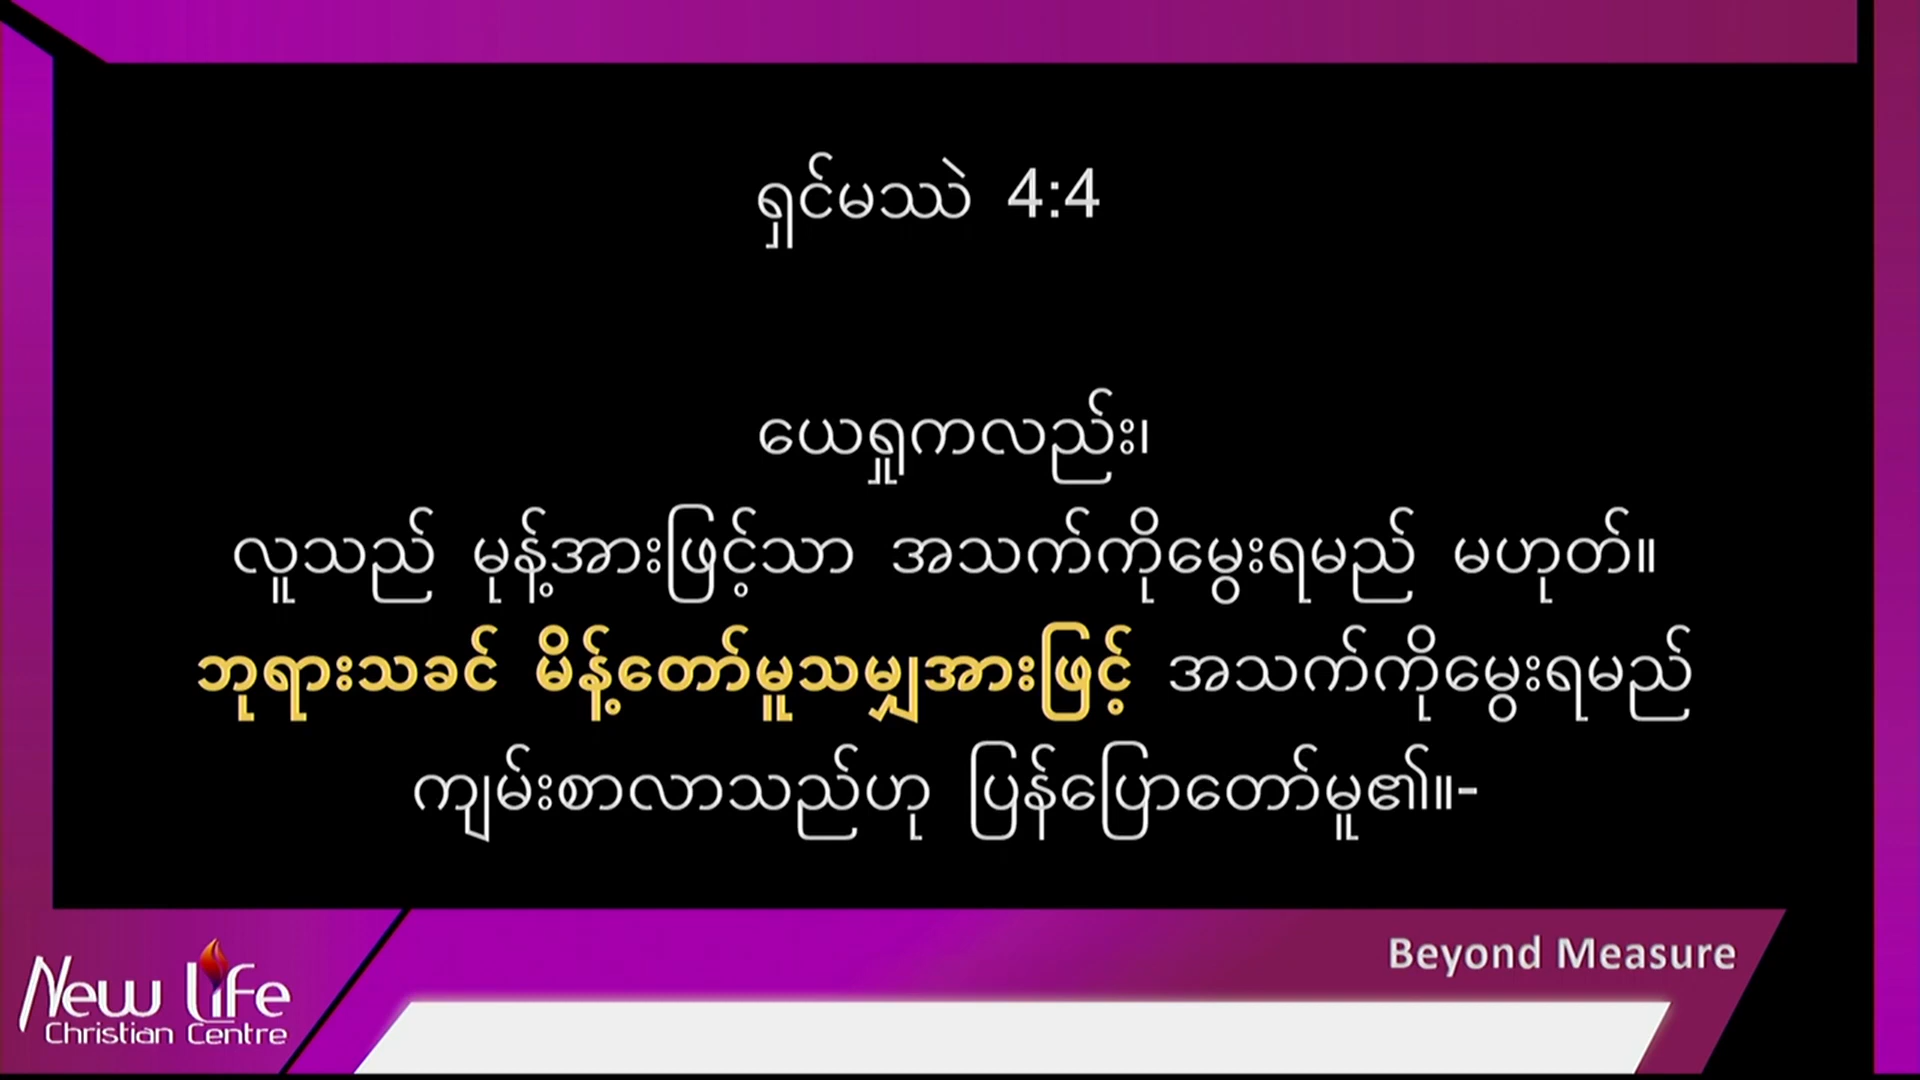 ရှင်မဿဲ 4:4
ယေရှုကလည်း၊
လူသည် မုန့်အားဖြင့်သာ အသက်ကိုမွေးရမည် မဟုတ်။
ဘုရားသခင် မိန့်တော်မူသမျှအားဖြင့် အသက်ကိုမွေးရမည်
ကျမ်းစာလာသည်ဟု ပြန်ပြောတော်မူ၏။-
Beyond Measure
New Life
Christian Centre